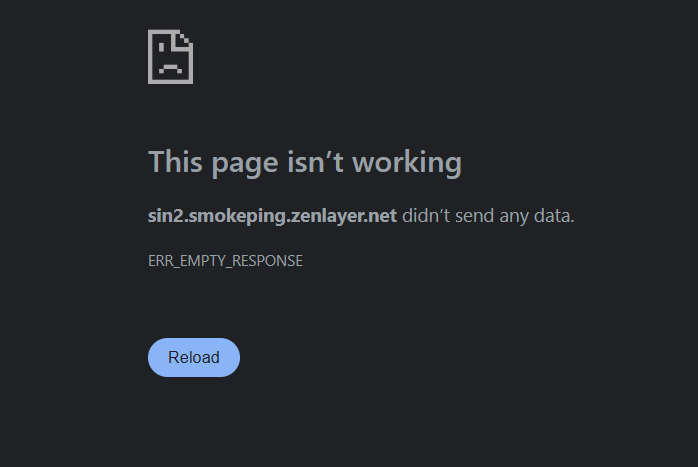 This page isn’t working
sin2.smokeping.zenlayer.net didn’t send any data.
ERR_EMPTY_RESPONSE
Reload